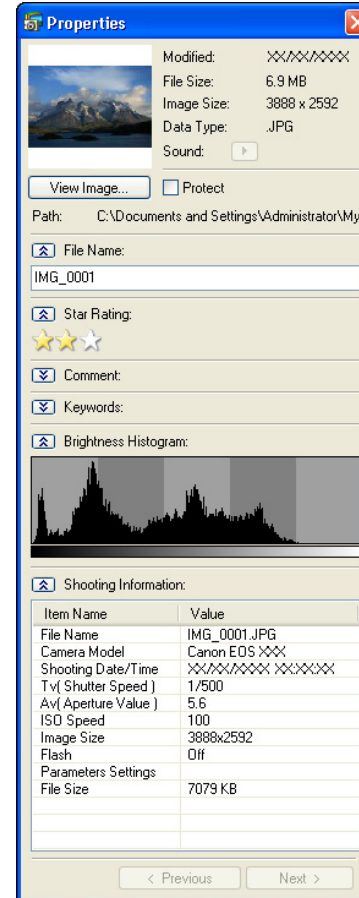 Properties
Modified: XX/XX/XXXX
File Size: 6.9 MB
Image Size: 3888 x 2592
Data Type: .JPG
Sound:
View Image...
Protect
Path: C:\Documents and Settings\Administrator\My
File Name:
IMG_0001
Star Rating:
Comment:
Keywords:
Brightness Histogram:
Shooting Information:
Item Name Value
File Name IMG_0001.JPG
Camera Model Canon EOS XXX
Shooting Date/Time XX/XX/XXXX XX:XX:XX
Tv( Shutter Speed ) 1/500
Av( Aperture Value ) 5.6
ISO Speed 100
Image Size 3888x2592
Flash Off
Parameters Settings
File Size 7079 KB
< Previous Next >